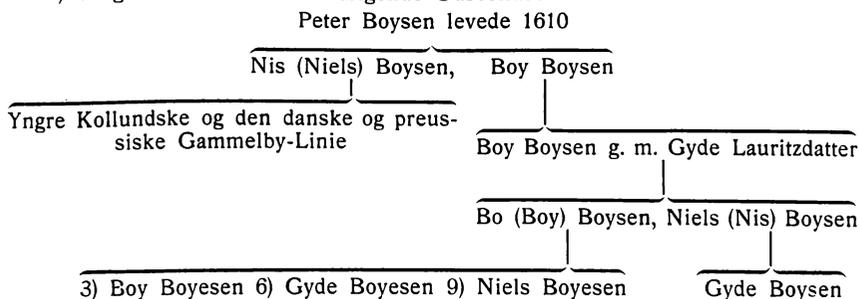 Peter Boysen levede 1610
Nis (Niels) Boysen, Boy Boysen
Yngre Kollundske og den danske og preus-
siske Gammelby-Linie
Boy Boysen g. m. Gyde Lauritzdatter
Bo (Boy) Boysen, Niels (Nis) Boysen
3) Boy Boyesen 6) Gyde Boyesen 9) Niels Boyesen Gyde Boysen